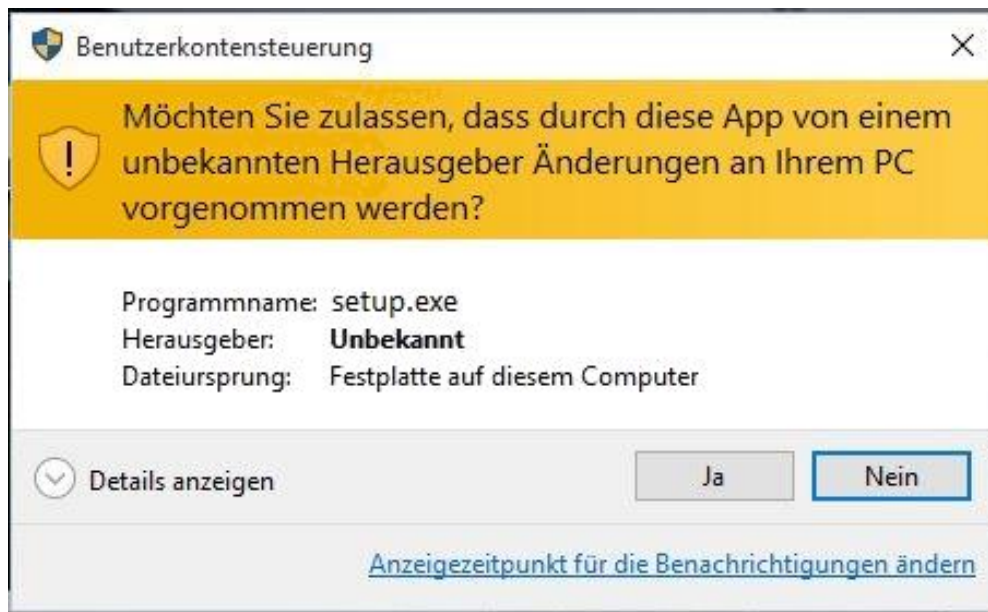 Benutzerkontensteuerung
Möchten Sie zulassen, dass durch diese App von einem
unbekannten Herausgeber Änderungen an Ihrem PC
vorgenommen werden?
Programmname: setup.exe
Herausgeber: Unbekannt
Dateiursprung: Festplatte auf diesem Computer
Details anzeigen Ja Nein
Anzeigezeitpunkt für die Benachrichtigungen ändern